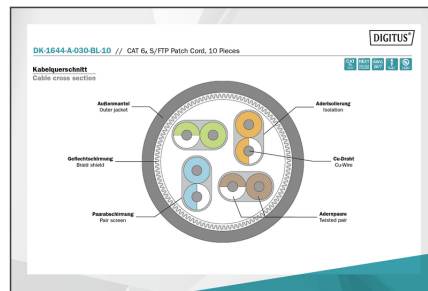 DIGITUS®
DK-1644-A-030-BL-10 // CAT 6A S/FTP Patch Cord, 10 Pieces
Kabelquerschnitt
Cable cross section
CAT
Außenmantel
Outer jacket
Aderisolierung
Isolation
Geflechtschirmung
Braid shield
Cu-Draht
Cu-Wire
Paarabschirmung
Pair screen
Adernpaare
Twisted pair